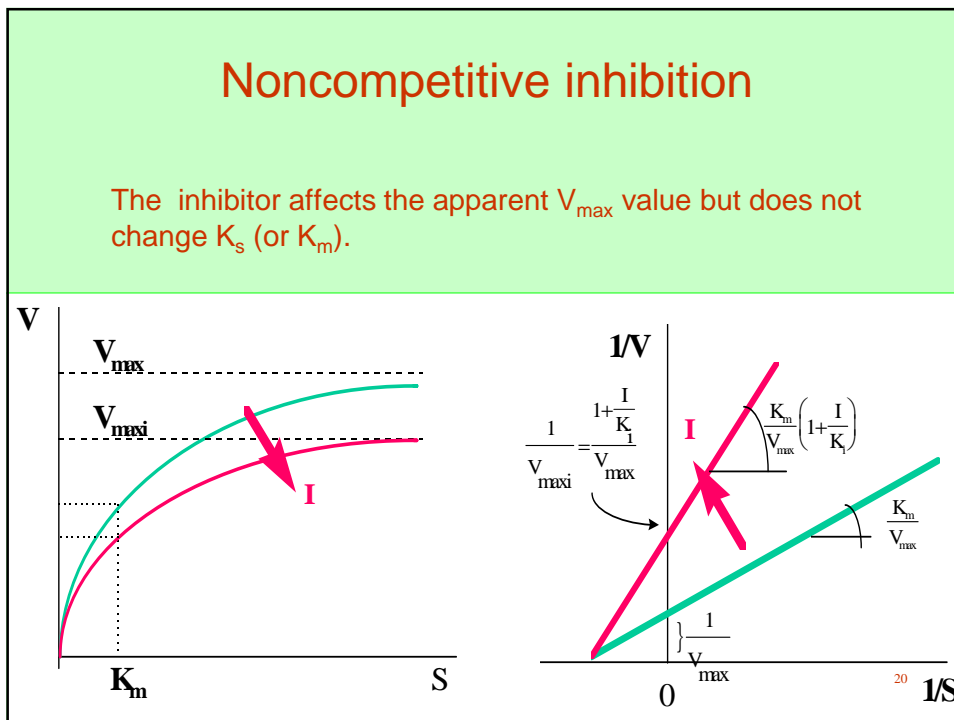 Noncompetitive inhibition
The inhibitor affects the apparent Vmax value but does not
change Ks (or Km).
V
Vmax
Vmaxi
I
Km
S
1/V
1/Vmaxi = (1+I/Ki)/Vmax
I
Km/Vmax (1+I/Ki)
Km/Vmax
} 1/Vmax
0
20
1/S